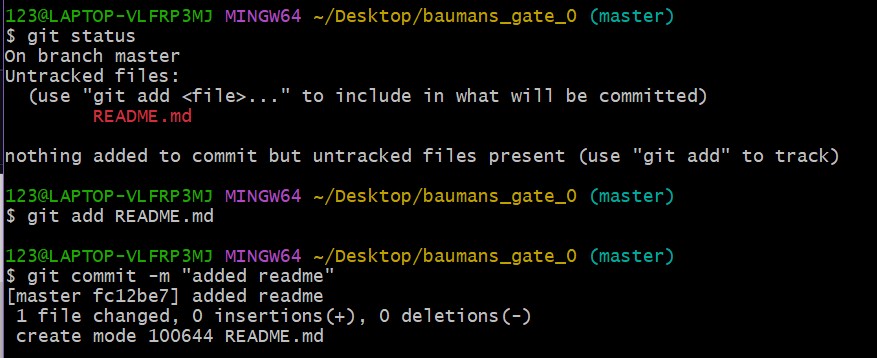 123@LAPTOP-VLFRP3MJ MINGW64 ~/Desktop/baumans_gate_0 (master)
$ git status
On branch master
Untracked files:
  (use "git add <file>..." to include in what will be committed)
        README.md

nothing added to commit but untracked files present (use "git add" to track)

123@LAPTOP-VLFRP3MJ MINGW64 ~/Desktop/baumans_gate_0 (master)
$ git add README.md

123@LAPTOP-VLFRP3MJ MINGW64 ~/Desktop/baumans_gate_0 (master)
$ git commit -m "added readme"
[master fc12be7] added readme
 1 file changed, 0 insertions(+), 0 deletions(-)
 create mode 100644 README.md